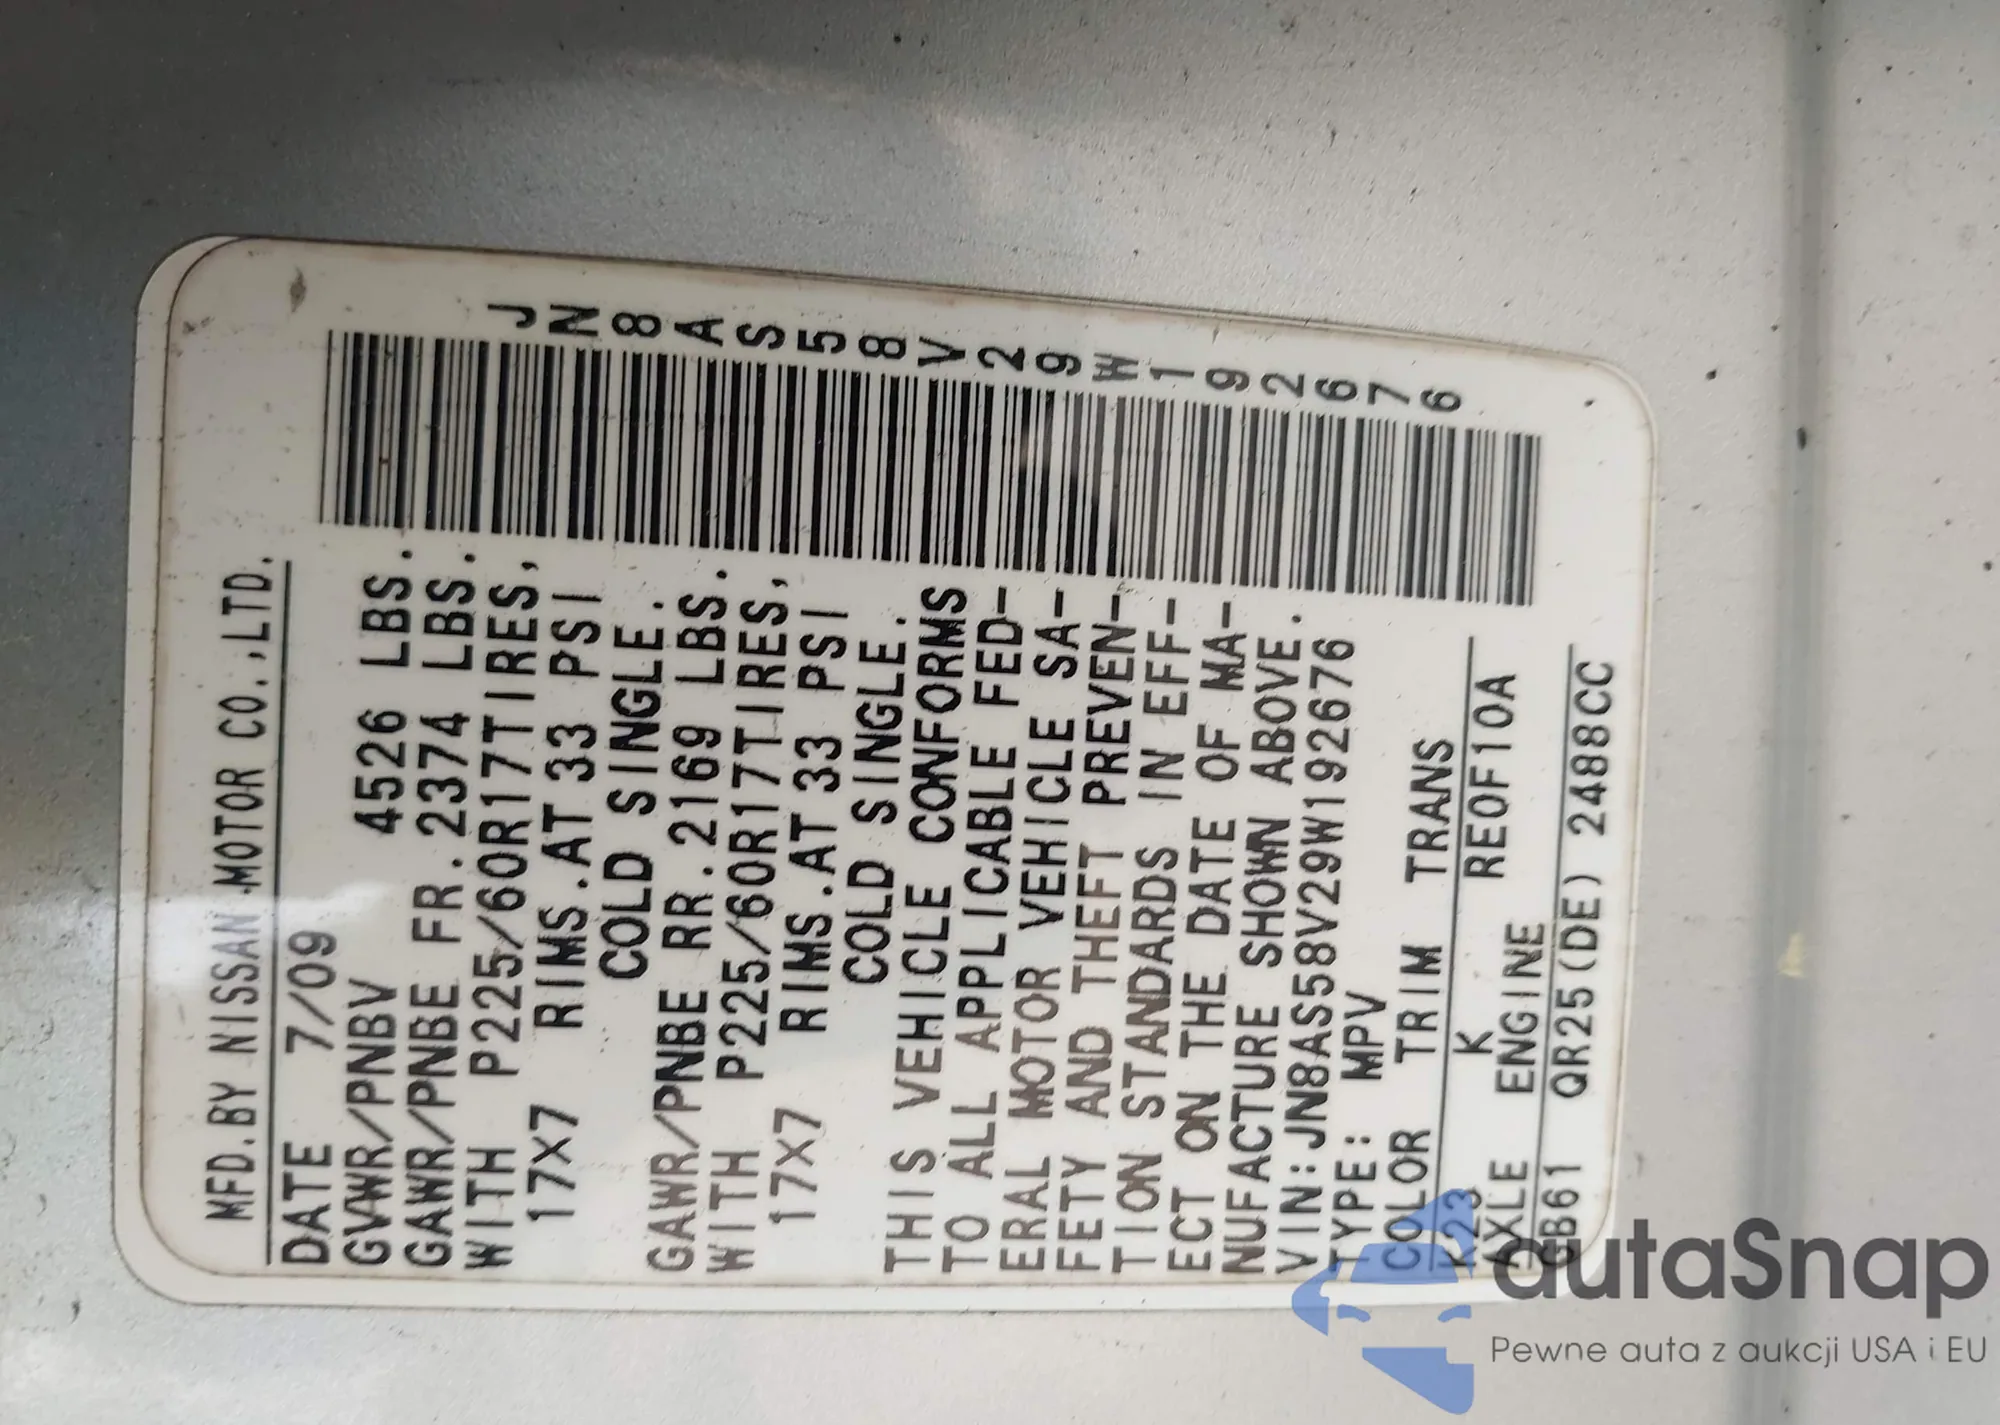 MFD.BY NISSAN MOTOR CO.,LTD.
DATE 7/09
GVWR/PNBV 4526 LBS.
GAWR/PNBE FR.2374 LBS.
WITH P225/60R17TIRES,
17X7 RIMS.AT 33 PSI
COLD SINGLE.
GAWR/PNBE RR.2169 LBS.
WITH P225/60R17TIRES,
17X7 RIMS.AT 33 PSI
COLD SINGLE.
THIS VEHICLE CONFORMS
TO ALL APPLICABLE FED-
ERAL MOTOR VEHICLE SA-
FETY AND THEFT PREVEN-
TION STANDARDS IN EFF-
ECT ON THE DATE OF MA-
NUFACTURE SHOWN ABOVE.
VIN:JN8AS58V29W192676
TYPE: MPV
COLOR TRIM TRANS
K23 K RE0F10A
AXLE ENGINE
GB61 QR25(DE) 2488CC
JN8AS58V29W192676
autaSnap
Pewne auta z aukcji USA i EU